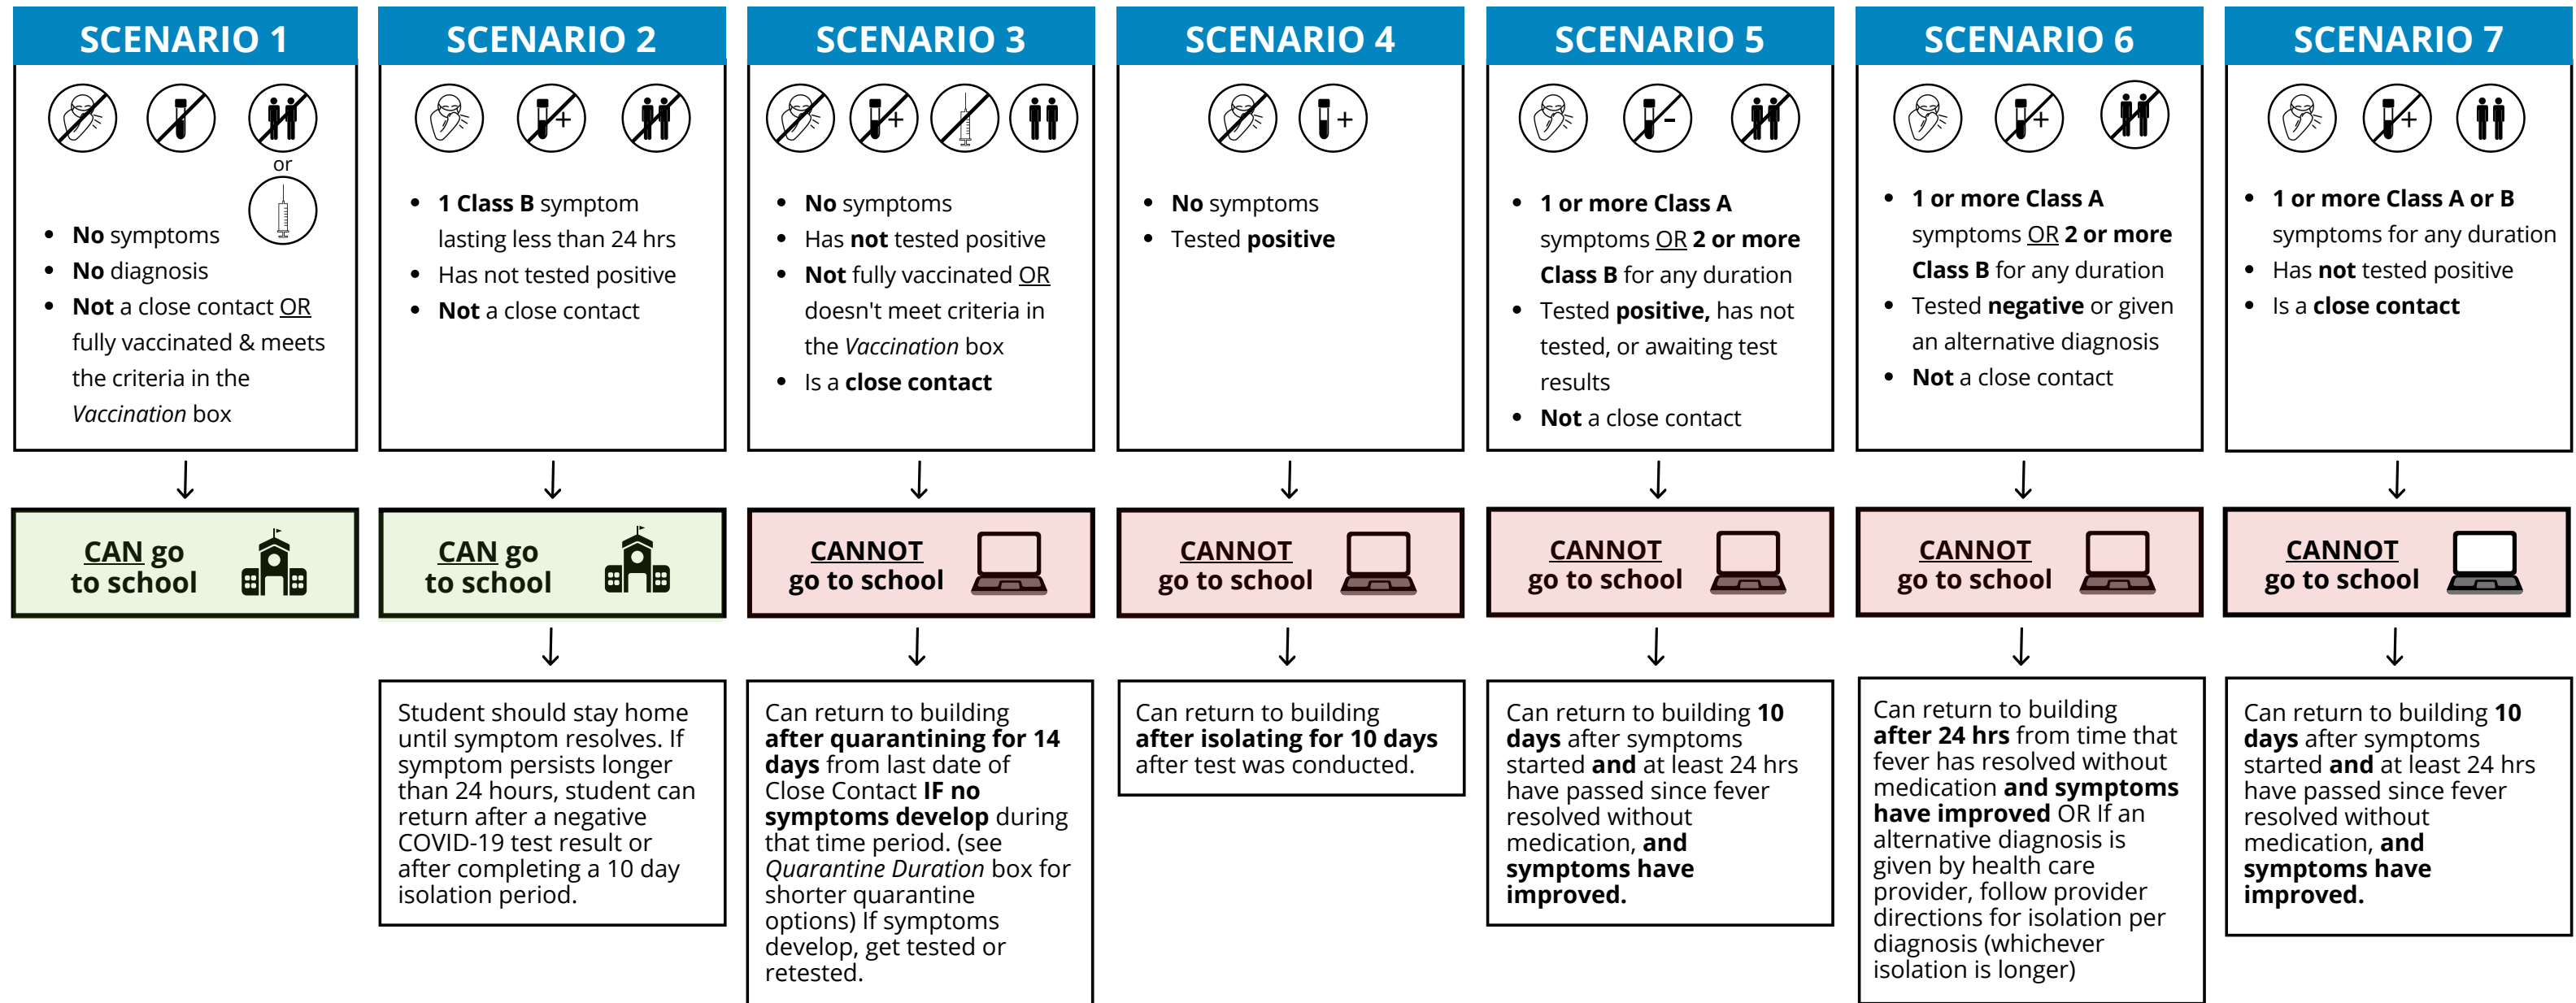 SCENARIO 1
or
• No symptoms
• No diagnosis
• Not a close contact OR
fully vaccinated & meets
the criteria in the
Vaccination box
CAN go
to school
SCENARIO 2
+
• 1 Class B symptom
lasting less than 24 hrs
• Has not tested positive
• Not a close contact
CAN go
to school
Student should stay home
until symptom resolves. If
symptom persists longer
than 24 hours, student can
return after a negative
COVID-19 test result or
after completing a 10 day
isolation period.
SCENARIO 3
+
• No symptoms
• Has not tested positive
• Not fully vaccinated OR
doesn't meet criteria in
the Vaccination box
• Is a close contact
CANNOT
go to school
Can return to building
after quarantining for 14
days from last date of
Close Contact IF no
symptoms develop during
that time period. (see
Quarantine Duration box for
shorter quarantine
options) If symptoms
develop, get tested or
retested.
SCENARIO 4
+
• No symptoms
• Tested positive
CANNOT
go to school
Can return to building
after isolating for 10 days
after test was conducted.
SCENARIO 5
-
• 1 or more Class A
symptoms OR 2 or more
Class B for any duration
• Tested positive, has not
tested, or awaiting test
results
• Not a close contact
CANNOT
go to school
Can return to building 10
days after symptoms
started and at least 24 hrs
have passed since fever
resolved without
medication, and
symptoms have
improved.
SCENARIO 6
+
• 1 or more Class A
symptoms OR 2 or more
Class B for any duration
• Tested negative or given
an alternative diagnosis
• Not a close contact
CANNOT
go to school
Can return to building
after 24 hrs from time that
fever has resolved without
medication and symptoms
have improved OR If an
alternative diagnosis is
given by health care
provider, follow provider
directions for isolation per
diagnosis (whichever
isolation is longer)
SCENARIO 7
+
• 1 or more Class A or B
symptoms for any duration
• Has not tested positive
• Is a close contact
CANNOT
go to school
Can return to building 10
days after symptoms
started and at least 24 hrs
have passed since fever
resolved without
medication, and
symptoms have
improved.